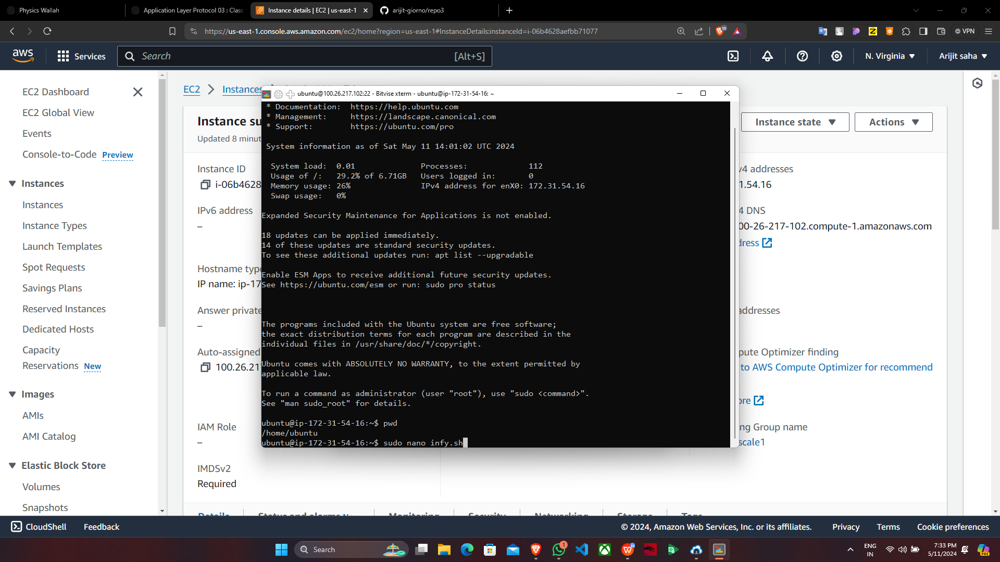 Physics Wallah
Application Layer Protocol 03 : Class
Instance details | EC2 | us-east-1
arijit-giorno/repo3
https://us-east-1.console.aws.amazon.com/ec2/home?region=us-east-1#InstanceDetails:instanceId=i-06b4628aefbb71077
10
VPN
aws
Services
Search
[Alt+S]
N. Virginia
Arijit saha
EC2 Dashboard
EC2 Global View
Events
Console-to-Code Preview
Instances
Instances
Instance Types
Launch Templates
Spot Requests
Savings Plans
Reserved Instances
Dedicated Hosts
Capacity
Reservations New
Images
AMIs
AMI Catalog
Elastic Block Store
Volumes
Snapshots
EC2
Instances
Instance su
Updated 8 minut
Instance state
Actions
Instance ID
i-06b4628
IPv6 address
–
Hostname type
IP name: ip-17
Answer private
–
Auto-assigned
100.26.217
IAM Role
–
IMDSv2
Required
ubuntu@100.26.217.102:22 - Bitvise xterm - ubuntu@ip-172-31-54-16: ~
* Documentation: https://help.ubuntu.com
* Management: https://landscape.canonical.com
* Support: https://ubuntu.com/pro
System information as of Sat May 11 14:01:02 UTC 2024
System load: 0.01 Processes: 112
Usage of /: 29.2% of 6.71GB Users logged in: 0
Memory usage: 26% IPv4 address for enX0: 172.31.54.16
Swap usage: 0%
Expanded Security Maintenance for Applications is not enabled.
18 updates can be applied immediately.
14 of these updates are standard security updates.
To see these additional updates run: apt list --upgradable
Enable ESM Apps to receive additional future security updates.
See https://ubuntu.com/esm or run: sudo pro status
The programs included with the Ubuntu system are free software;
the exact distribution terms for each program are described in the
individual files in /usr/share/doc/*/copyright.
Ubuntu comes with ABSOLUTELY NO WARRANTY, to the extent permitted by
applicable law.
To run a command as administrator (user "root"), use "sudo <command>".
See "man sudo_root" for details.
ubuntu@ip-172-31-54-16:~$ pwd
/home/ubuntu
ubuntu@ip-172-31-54-16:~$ sudo nano infy.sh
v4 addresses
1.54.16
4 DNS
00-26-217-102.compute-1.amazonaws.com
dress
addresses
pute Optimizer finding
to AWS Compute Optimizer for recommend
ore
ng Group name
scale1
Details
Status and alarms New
Monitoring
Security
Networking
Storage
Tags
CloudShell
Feedback
© 2024, Amazon Web Services, Inc. or its affiliates.
Privacy
Terms
Cookie preferences
Search
1
ENG
IN
7:33 PM
5/11/2024
PRE